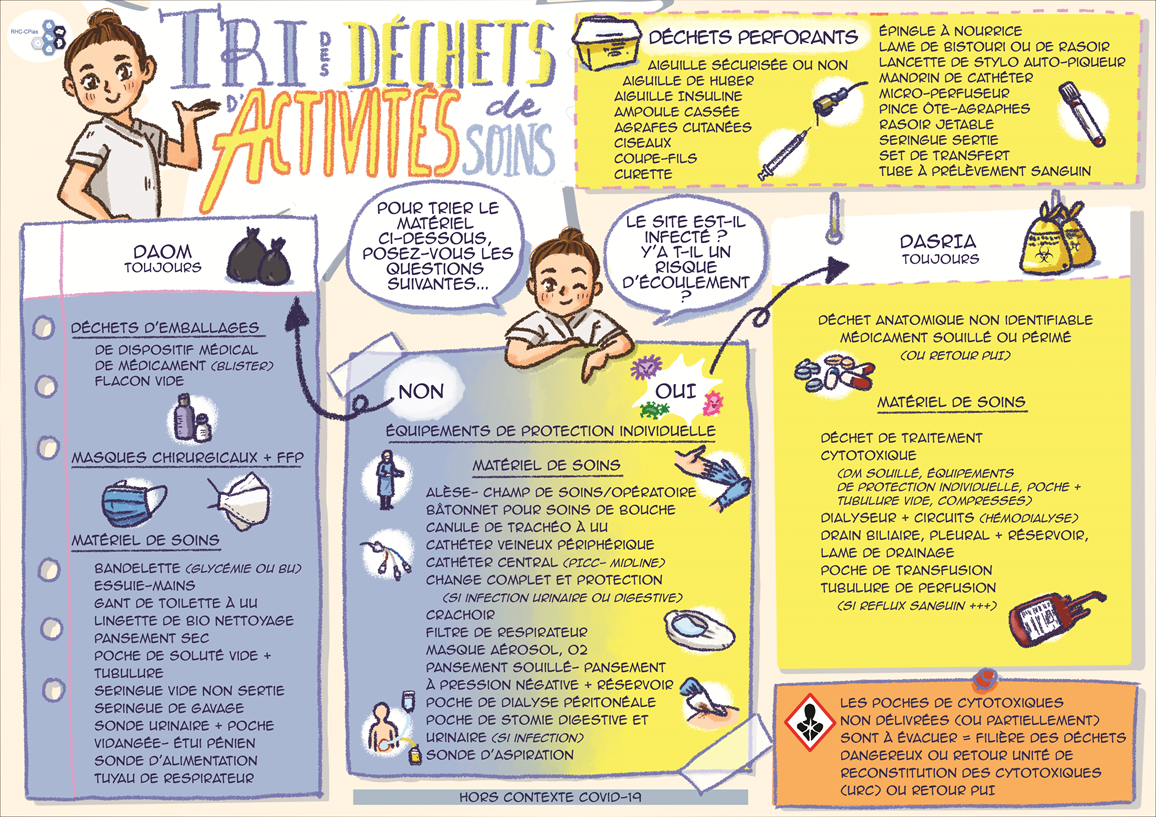 RHC-CPias
TRI DES DÉCHETS
D'ACTIVITÉS de SOINS
DÉCHETS PERFORANTS
AIGUILLE SÉCURISÉE OU NON
AIGUILLE DE HUBER
AIGUILLE INSULINE
AMPOULE CASSÉE
AGRAFES CUTANÉES
CISEAUX
COUPE-FILS
CURETTE
ÉPINGLE À NOURRICE
LAME DE BISTOURI OU DE RASOIR
LANCETTE DE STYLO AUTO-PIQUEUR
MANDRIN DE CATHÉTER
MICRO-PERFUSEUR
PINCE ÔTE-AGRAPHES
RASOIR JETABLE
SERINGUE SERTIE
SET DE TRANSFERT
TUBE À PRÉLÈVEMENT SANGUIN
DAOM
TOUJOURS
DÉCHETS D'EMBALLAGES
DE DISPOSITIF MÉDICAL
DE MÉDICAMENT (BLISTER)
FLACON VIDE
MASQUES CHIRURGICAUX + FFP
MATÉRIEL DE SOINS
BANDELETTE (GLYCÉMIE OU BU)
ESSUIE-MAINS
GANT DE TOILETTE À UU
LINGETTE DE BIO NETTOYAGE
PANSEMENT SEC
POCHE DE SOLUTÉ VIDE +
TUBULURE
SERINGUE VIDE NON SERTIE
SERINGUE DE GAVAGE
SONDE URINAIRE + POCHE
VIDANGÉE- ÉTUI PÉNIEN
SONDE D'ALIMENTATION
TUYAU DE RESPIRATEUR
POUR TRIER LE
MATÉRIEL
CI-DESSOUS,
POSEZ-VOUS LES
QUESTIONS
SUIVANTES...
LE SITE EST-IL
INFECTÉ ?
Y'A T-IL UN
RISQUE
D'ÉCOULEMENT
?
NON
OUI
ÉQUIPEMENTS DE PROTECTION INDIVIDUELLE
MATÉRIEL DE SOINS
ALÈSE- CHAMP DE SOINS/OPÉRATOIRE
BÂTONNET POUR SOINS DE BOUCHE
CANULE DE TRACHÉO À UU
CATHÉTER VEINEUX PÉRIPHÉRIQUE
CATHÉTER CENTRAL (PICC- MIDLINE)
CHANGE COMPLET ET PROTECTION
(SI INFECTION URINAIRE OU DIGESTIVE)
CRACHOIR
FILTRE DE RESPIRATEUR
MASQUE AÉROSOL, O2
PANSEMENT SOUILLÉ- PANSEMENT
À PRESSION NÉGATIVE + RÉSERVOIR
POCHE DE DIALYSE PÉRITONÉALE
POCHE DE STOMIE DIGESTIVE ET
URINAIRE (SI INFECTION)
SONDE D'ASPIRATION
HORS CONTEXTE COVID-19
DASRIA
TOUJOURS
DÉCHET ANATOMIQUE NON IDENTIFIABLE
MÉDICAMENT SOUILLÉ OU PÉRIMÉ
(OU RETOUR PUI)
MATÉRIEL DE SOINS
DÉCHET DE TRAITEMENT
CYTOTOXIQUE
(DM SOUILLÉ, ÉQUIPEMENTS
DE PROTECTION INDIVIDUELLE, POCHE +
TUBULURE VIDE, COMPRESSES)
DIALYSEUR + CIRCUITS (HÉMODIALYSE)
DRAIN BILIAIRE, PLEURAL + RÉSERVOIR,
LAME DE DRAINAGE
POCHE DE TRANSFUSION
TUBULURE DE PERFUSION
(SI REFLUX SANGUIN +++)
LES POCHES DE CYTOTOXIQUES
NON DÉLIVRÉES (OU PARTIELLEMENT)
SONT À ÉVACUER = FILIÈRE DES DÉCHETS
DANGEREUX OU RETOUR UNITÉ DE
RECONSTITUTION DES CYTOTOXIQUES
(URC) OU RETOUR PUI